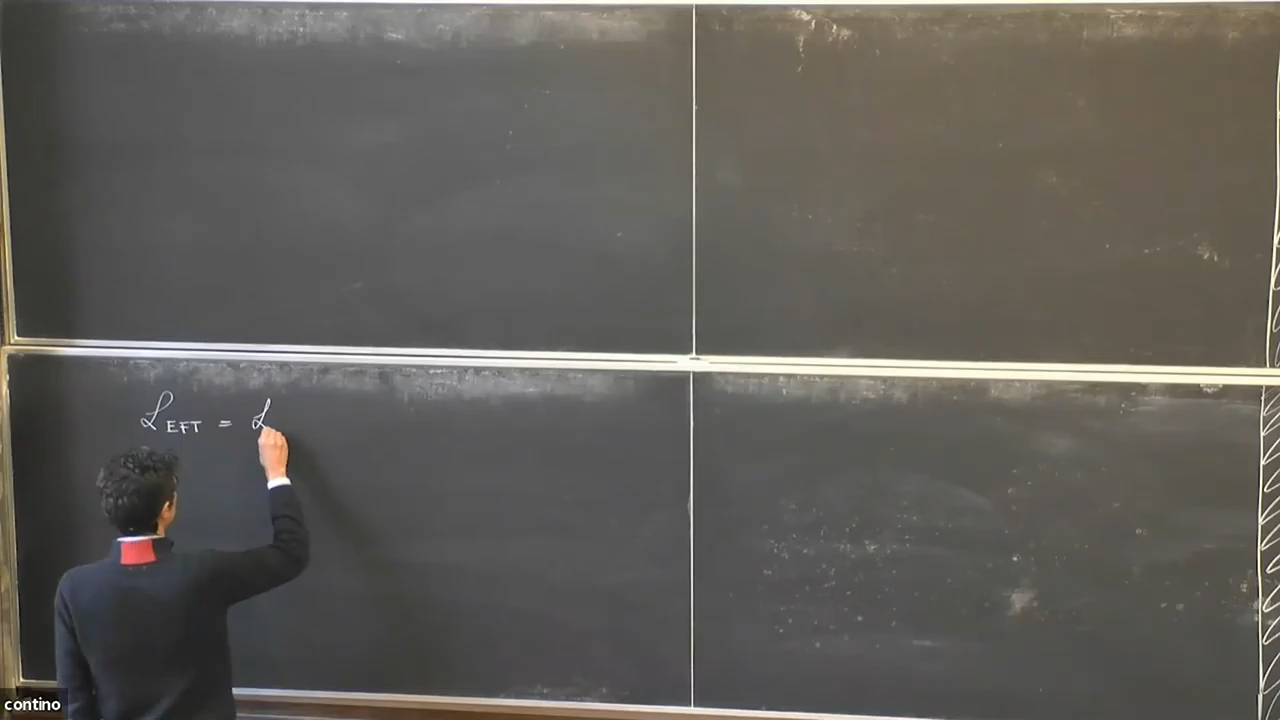 ℒ_EFT = ℒ
contino